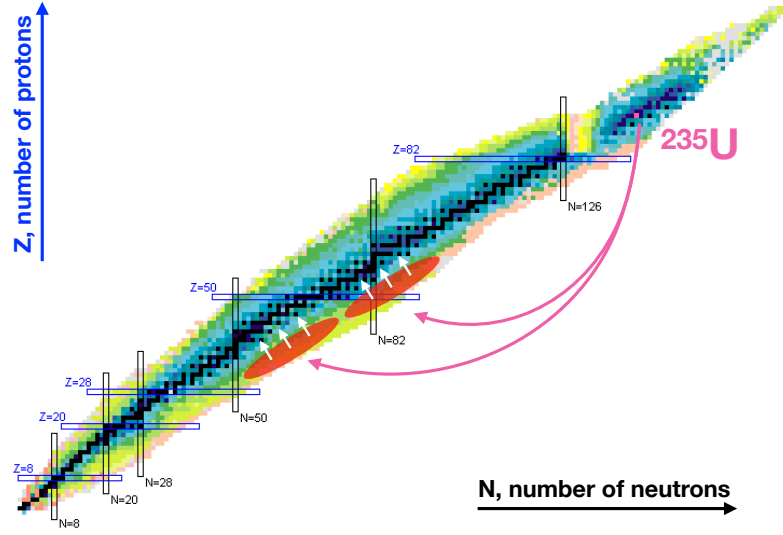 Z, number of protons
235U
Z=82
N=126
Z=50
N=82
Z=28
N=50
Z=20
N=28
Z=8
N=20
N=8
N, number of neutrons